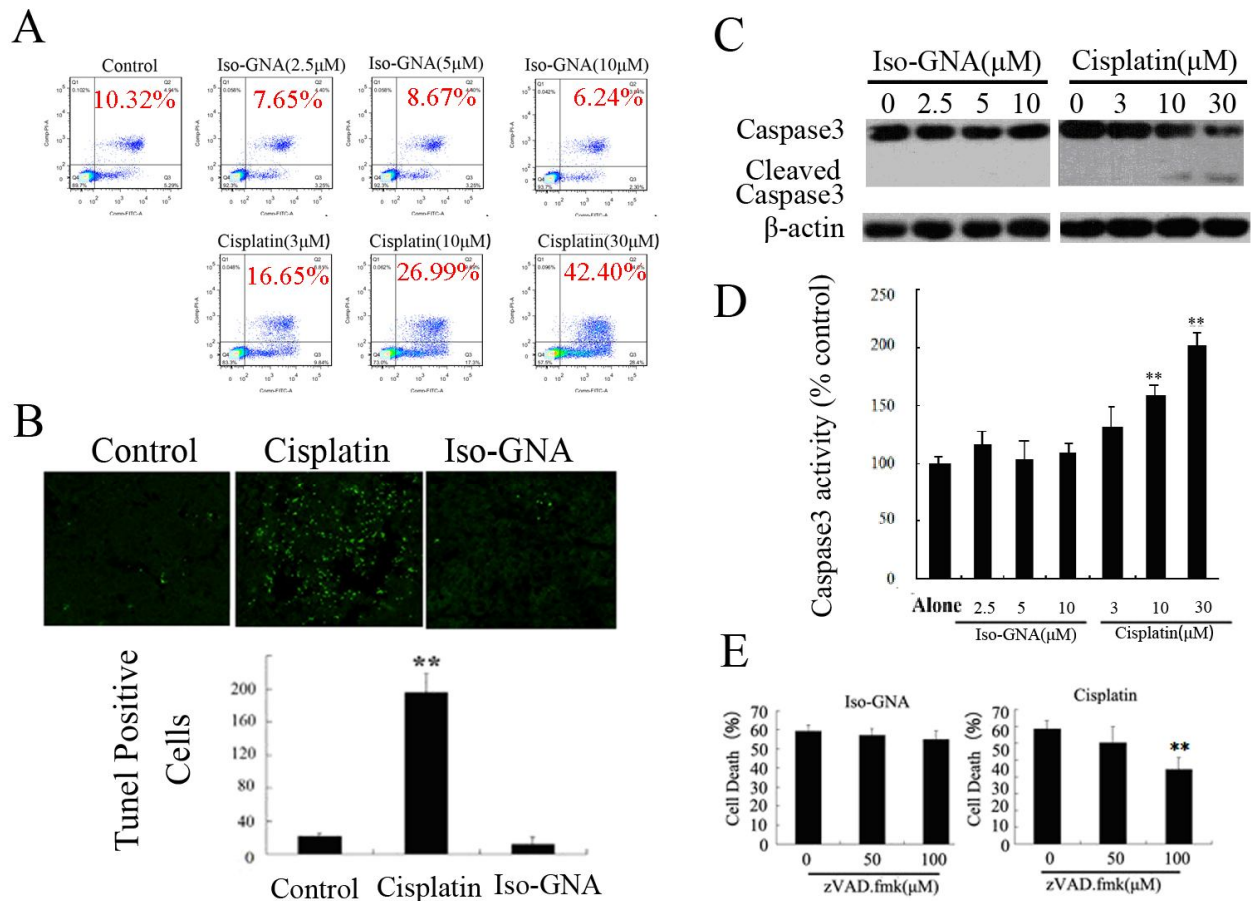 A
Control
Iso-GNA(2.5μM)
Iso-GNA(5μM)
Iso-GNA(10μM)
10.32%
7.65%
8.67%
6.24%
Cisplatin(3μM)
Cisplatin(10μM)
Cisplatin(30μM)
16.65%
26.99%
42.40%
B
Control
Cisplatin
Iso-GNA
Tunel Positive
Cells
200
160
120
80
40
0
**
Control
Cisplatin
Iso-GNA
C
Iso-GNA(μM)
Cisplatin(μM)
0 2.5 5 10
0 3 10 30
Caspase3
Cleaved
Caspase3
β-actin
D
Caspase3 activity (% control)
250
200
150
100
50
0
**
**
Alone
2.5 5 10
3 10 30
Iso-GNA(μM)
Cisplatin(μM)
E
Iso-GNA
Cell Death (%)
70
60
50
40
30
20
10
0
0 50 100
zVAD.fmk(μM)
Cisplatin
Cell Death (%)
70
60
50
40
30
20
10
0
**
0 50 100
zVAD.fmk(μM)